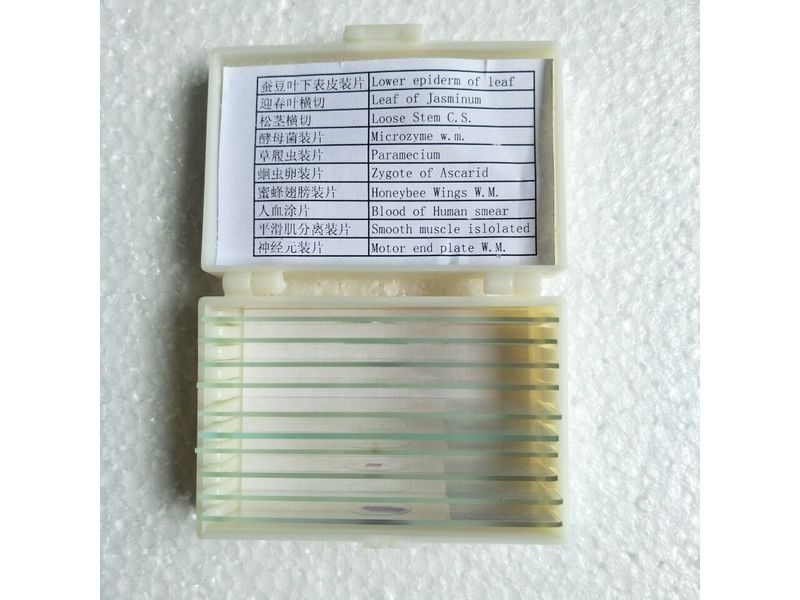 蚕豆叶下表皮装片 Lower epiderm of leaf
迎春叶横切 Leaf of Jasminum
松茎横切 Loose Stem C.S.
酵母菌装片 Microzyme w.m.
草履虫装片 Paramecium
蛔虫卵装片 Zygote of Ascarid
蜜蜂翅膀装片 Honeybee Wings W.M.
人血涂片 Blood of Human smear
平滑肌分离装片 Smooth muscle islolated
神经元装片 Motor end plate W.M.